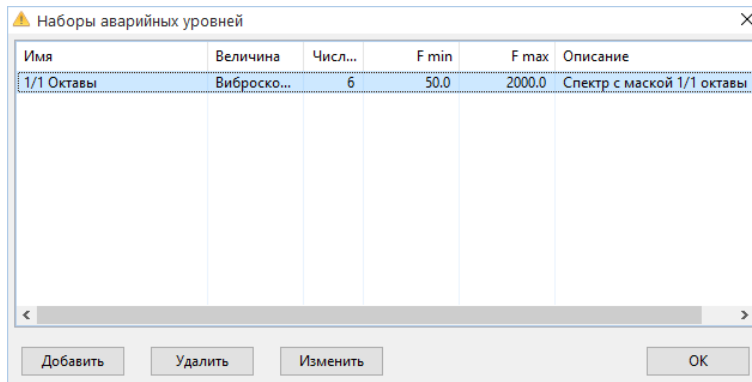 Наборы аварийных уровней
Имя Величина Числ... F min F max Описание
1/1 Октавы Виброско... 6 50.0 2000.0 Спектр с маской 1/1 октавы
Добавить Удалить Изменить OK